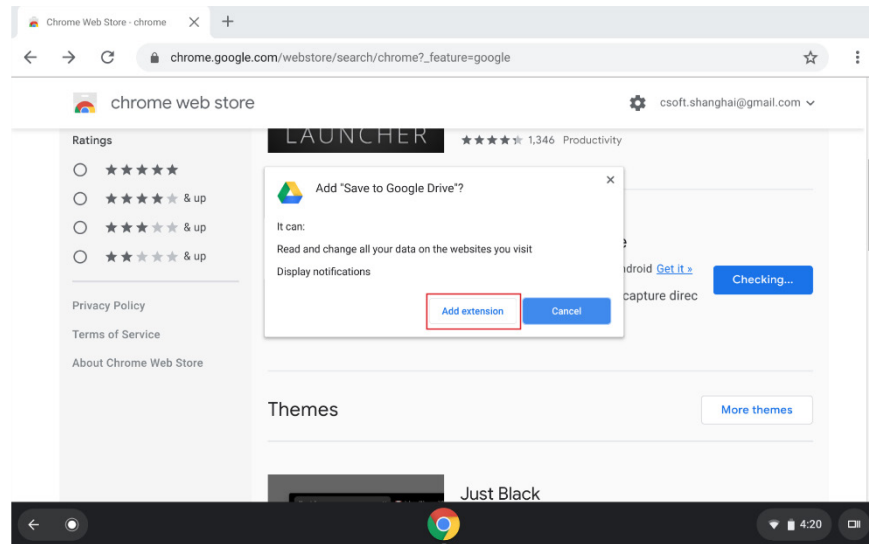 Chrome Web Store - chrome
chrome.google.com/webstore/search/chrome?_feature=google
chrome web store
csoft.shanghai@gmail.com
Ratings
& up
& up
& up
Privacy Policy
Terms of Service
About Chrome Web Store
LAUNCHER
1,346 Productivity
Add "Save to Google Drive"?
It can:
Read and change all your data on the websites you visit
Display notifications
Add extension
Cancel
Get it »
Checking...
capture direc
Themes
More themes
Just Black
4:20